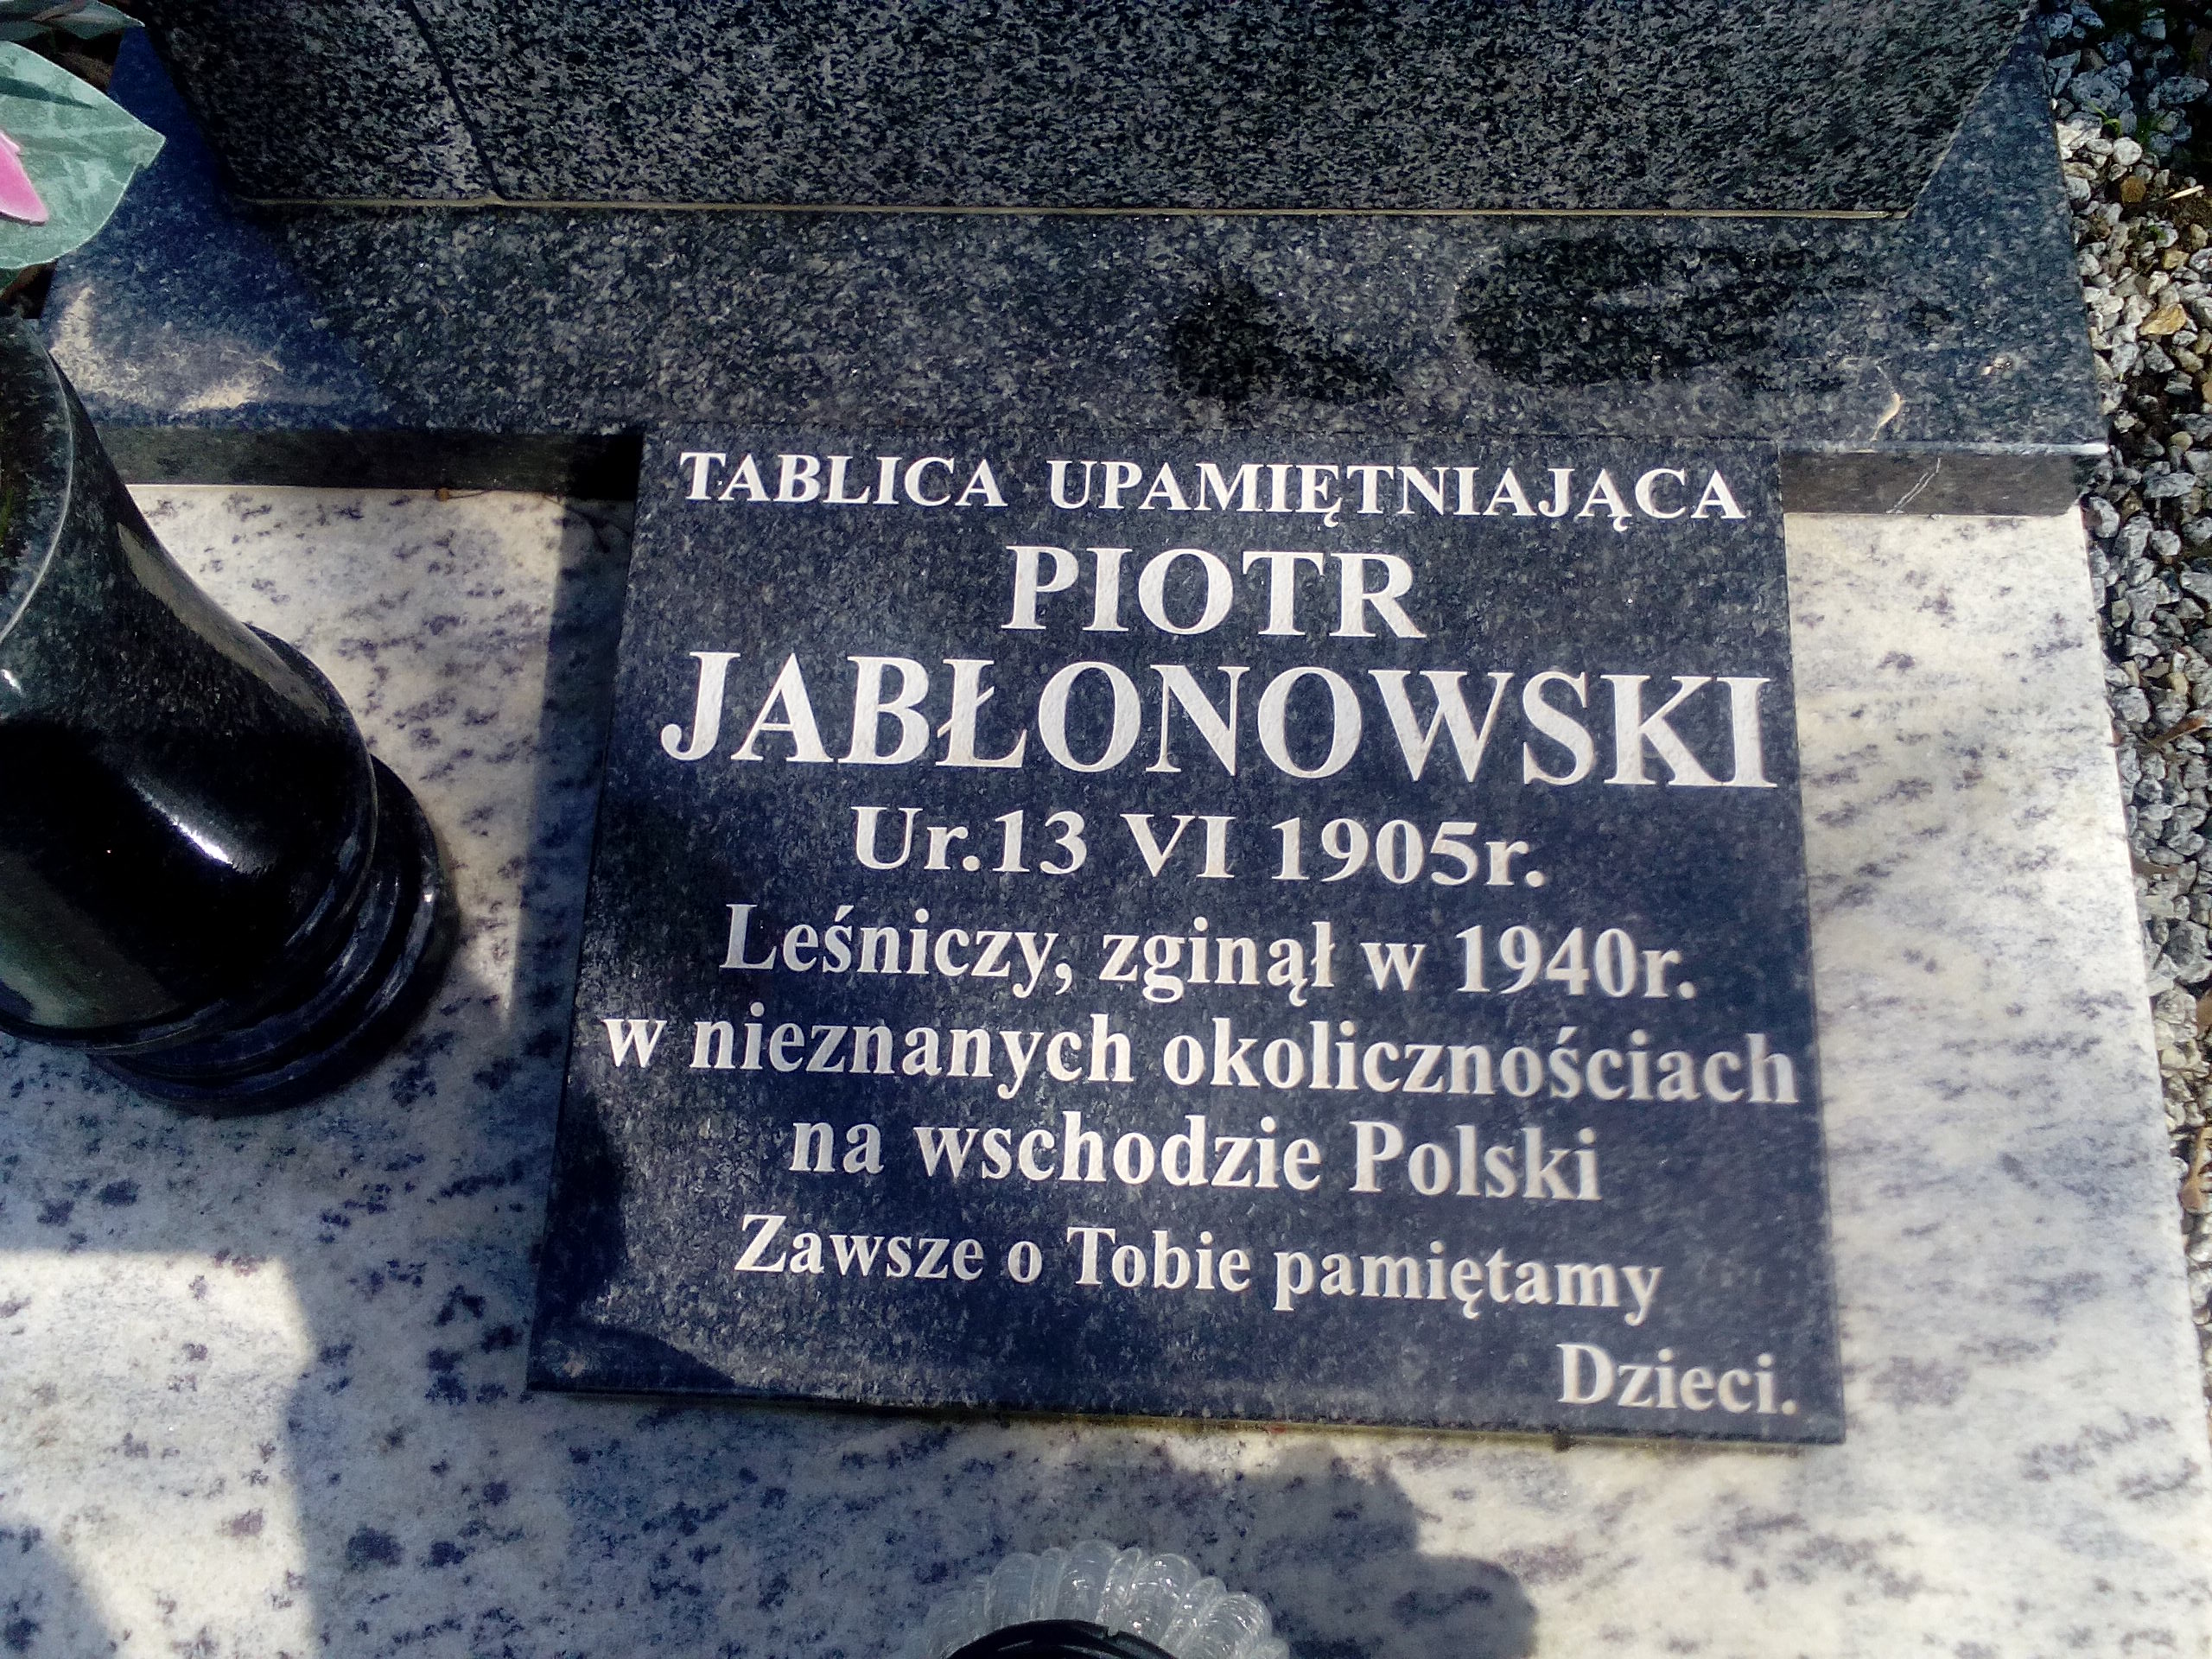 TABLICA UPAMIĘTNIAJĄCA
PIOTR
JABŁONOWSKI
Ur.13 VI 1905r.
Leśniczy, zginął w 1940r.
w nieznanych okolicznościach
na wschodzie Polski
Zawsze o Tobie pamiętamy
Dzieci.